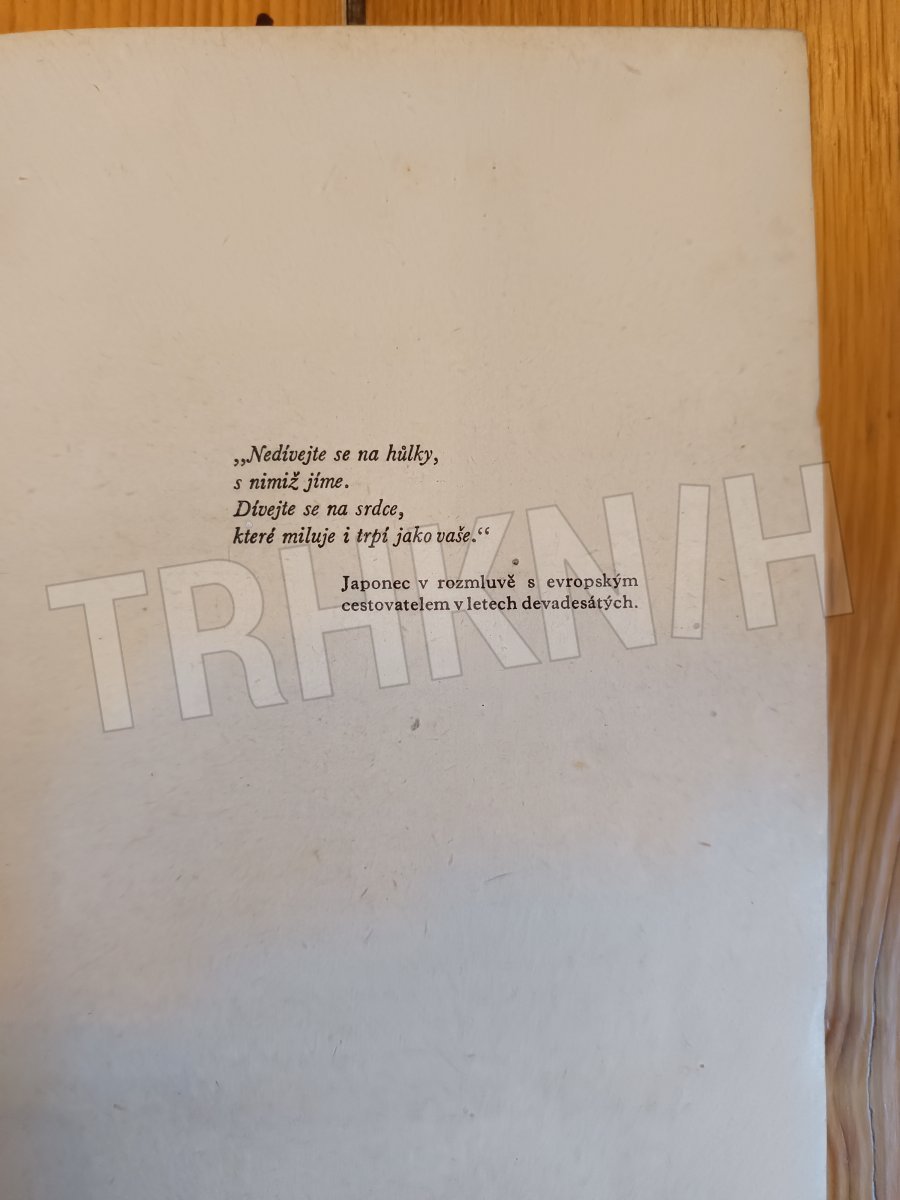 „Nedívejte se na hůlky,
s nimiž jíme.
Dívejte se na srdce,
které miluje i trpí jako vaše.“
Japonec v rozmluvě s evropským
cestovatelem v letech devadesátých.
TRHKNIH